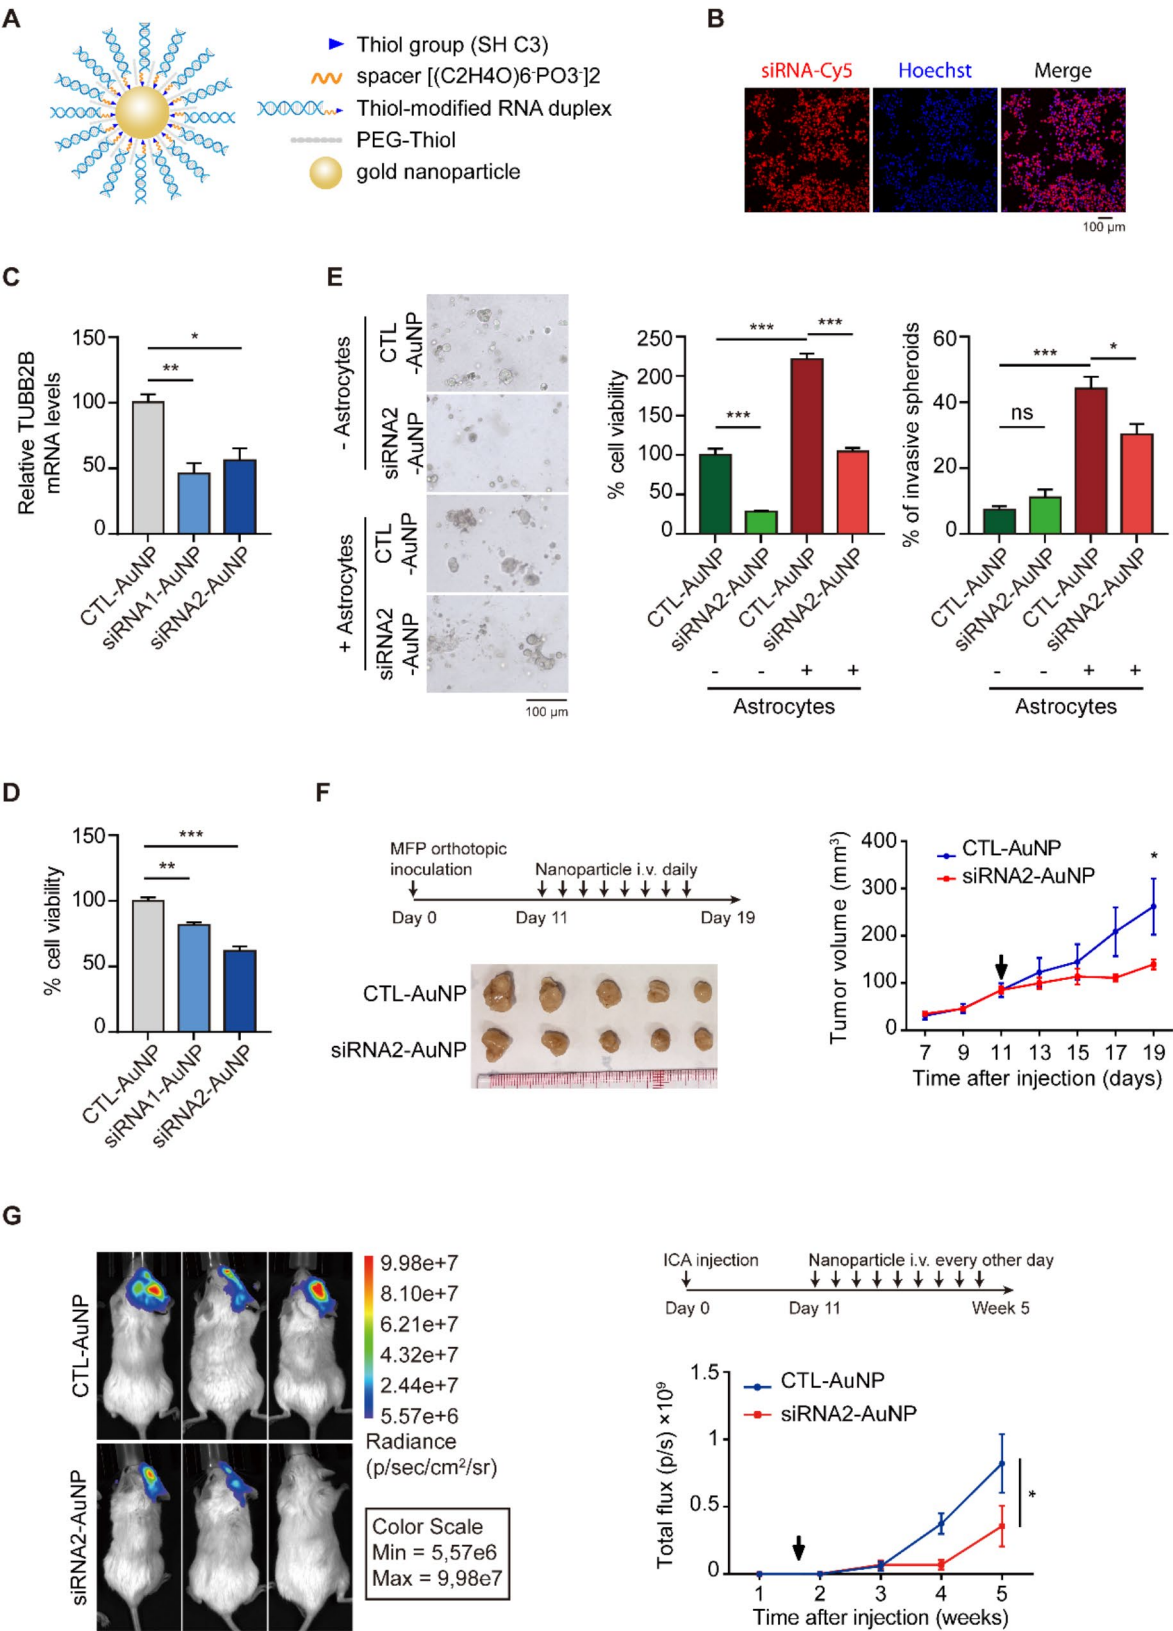 A
Thiol group (SH C3)
spacer [(C2H4O)6-PO3-]2
Thiol-modified RNA duplex
PEG-Thiol
gold nanoparticle
B
siRNA-Cy5
Hoechst
Merge
100 µm
C
Relative TUBB2B
mRNA levels
150
100
50
0
*
**
CTL-AuNP
siRNA1-AuNP
siRNA2-AuNP
E
- Astrocytes
CTL
-AuNP
siRNA2
-AuNP
+ Astrocytes
CTL
-AuNP
siRNA2
-AuNP
100 µm
% cell viability
250
200
150
100
50
0
***
***
***
CTL-AuNP
siRNA2-AuNP
CTL-AuNP
siRNA2-AuNP
- - + +
Astrocytes
% of invasive spheroids
60
40
20
0
***
*
ns
CTL-AuNP
siRNA2-AuNP
CTL-AuNP
siRNA2-AuNP
- - + +
Astrocytes
D
% cell viability
150
100
50
0
***
**
CTL-AuNP
siRNA1-AuNP
siRNA2-AuNP
F
MFP orthotopic
inoculation
Nanoparticle i.v. daily
Day 0
Day 11
Day 19
CTL-AuNP
siRNA2-AuNP
Tumor volume (mm³)
400
300
200
100
0
CTL-AuNP
siRNA2-AuNP
*
7 9 11 13 15 17 19
Time after injection (days)
G
CTL-AuNP
siRNA2-AuNP
9.98e+7
8.10e+7
6.21e+7
4.32e+7
2.44e+7
5.57e+6
Radiance
(p/sec/cm²/sr)
Color Scale
Min = 5,57e6
Max = 9,98e7
ICA injection
Nanoparticle i.v. every other day
Day 0
Day 11
Week 5
Total flux (p/s) ×10⁹
1.5
1
0.5
0
CTL-AuNP
siRNA2-AuNP
*
1 2 3 4 5
Time after injection (weeks)